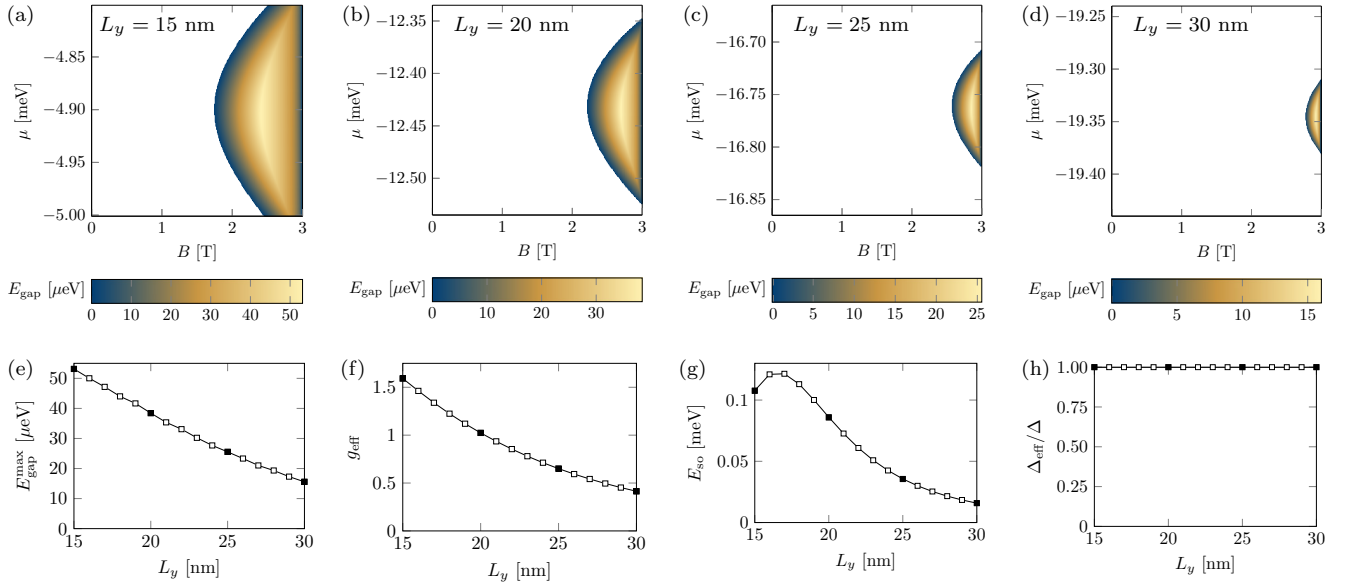 (a)
L_y = 15 nm
−4.85
−4.90
−4.95
−5.00
μ [meV]
0 1 2 3
B [T]
E_gap [μeV]
0 10 20 30 40 50
(b)
L_y = 20 nm
−12.35
−12.40
−12.45
−12.50
μ [meV]
0 1 2 3
B [T]
E_gap [μeV]
0 10 20 30
(c)
L_y = 25 nm
−16.70
−16.75
−16.80
−16.85
μ [meV]
0 1 2 3
B [T]
E_gap [μeV]
0 5 10 15 20 25
(d)
L_y = 30 nm
−19.25
−19.30
−19.35
−19.40
μ [meV]
0 1 2 3
B [T]
E_gap [μeV]
0 5 10 15
(e)
50
40
30
20
10
0
E_gap^max [μeV]
15 20 25 30
L_y [nm]
(f)
1.5
1
0.5
0
g_eff
15 20 25 30
L_y [nm]
(g)
0.1
0.05
0
E_so [meV]
15 20 25 30
L_y [nm]
(h)
1.00
0.75
0.50
0.25
0
Δ_eff/Δ
15 20 25 30
L_y [nm]